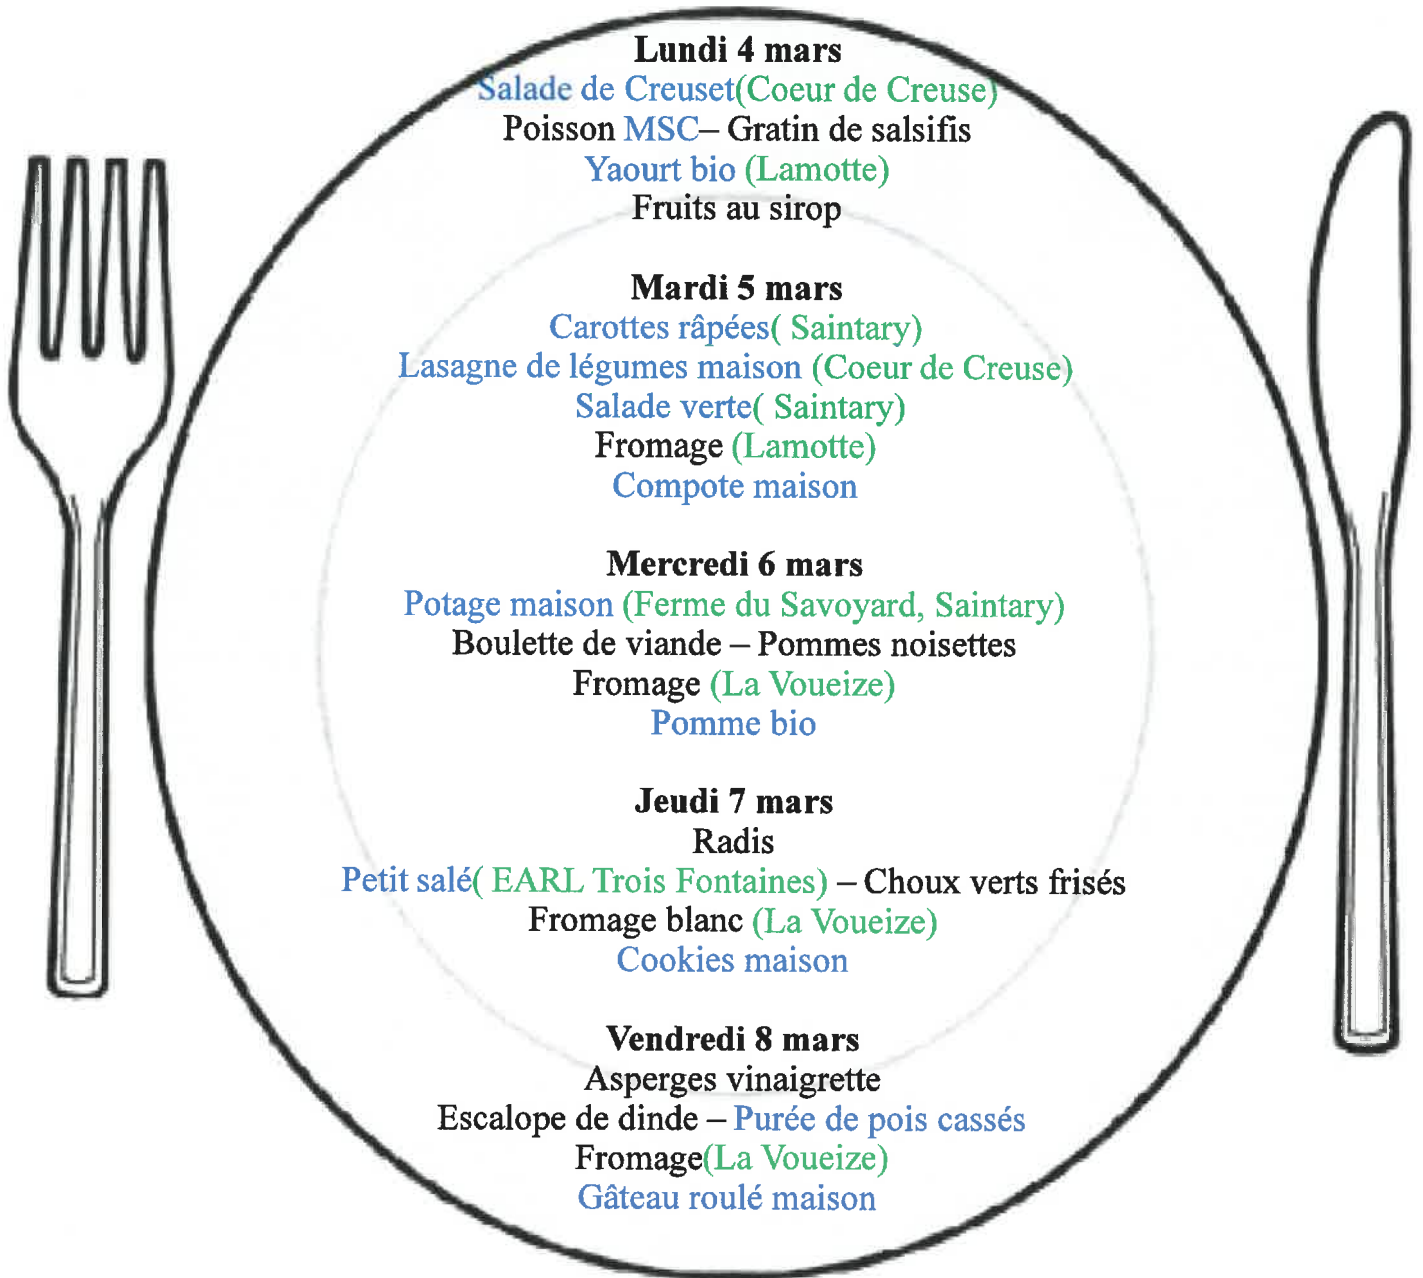 Lundi 4 mars
Salade de Creuset(Coeur de Creuse)
Poisson MSC– Gratin de salsifis
Yaourt bio (Lamotte)
Fruits au sirop
Mardi 5 mars
Carottes râpées( Saintary)
Lasagne de légumes maison (Coeur de Creuse)
Salade verte( Saintary)
Fromage (Lamotte)
Compote maison
Mercredi 6 mars
Potage maison (Ferme du Savoyard, Saintary)
Boulette de viande – Pommes noisettes
Fromage (La Voueize)
Pomme bio
Jeudi 7 mars
Radis
Petit salé( EARL Trois Fontaines) – Choux verts frisés
Fromage blanc (La Voueize)
Cookies maison
Vendredi 8 mars
Asperges vinaigrette
Escalope de dinde – Purée de pois cassés
Fromage(La Voueize)
Gâteau roulé maison